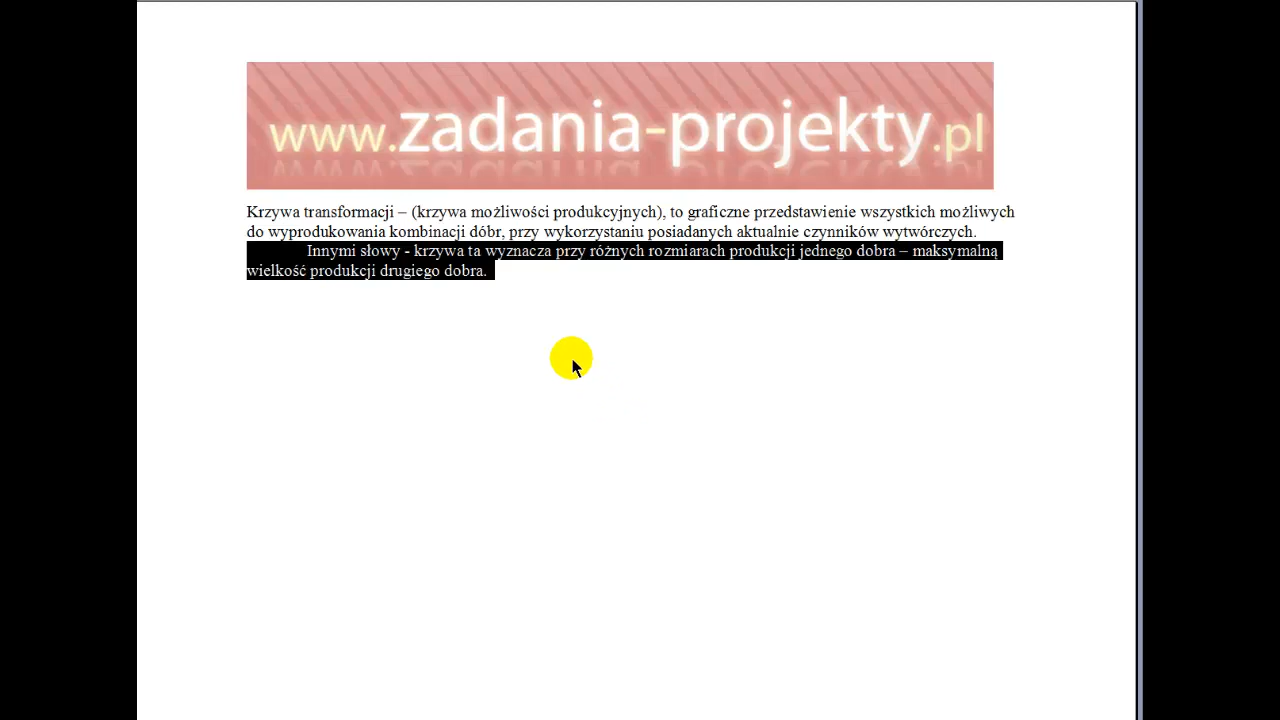 www.zadania-projekty.pl
Krzywa transformacji – (krzywa możliwości produkcyjnych), to graficzne przedstawienie wszystkich możliwych
do wyprodukowania kombinacji dóbr, przy wykorzystaniu posiadanych aktualnie czynników wytwórczych.
Innymi słowy - krzywa ta wyznacza przy różnych rozmiarach produkcji jednego dobra – maksymalną
wielkość produkcji drugiego dobra.